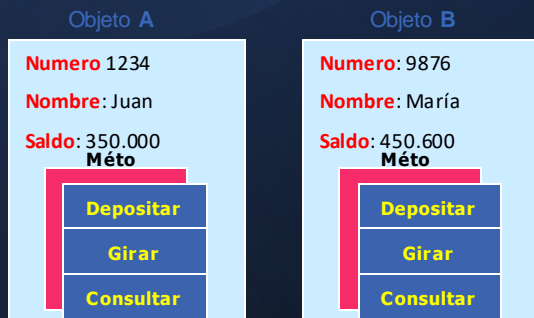 Objeto A
Numero 1234
Nombre: Juan
Saldo: 350.000
Méto
Depositar
Girar
Consultar
Objeto B
Numero: 9876
Nombre: María
Saldo: 450.600
Méto
Depositar
Girar
Consultar